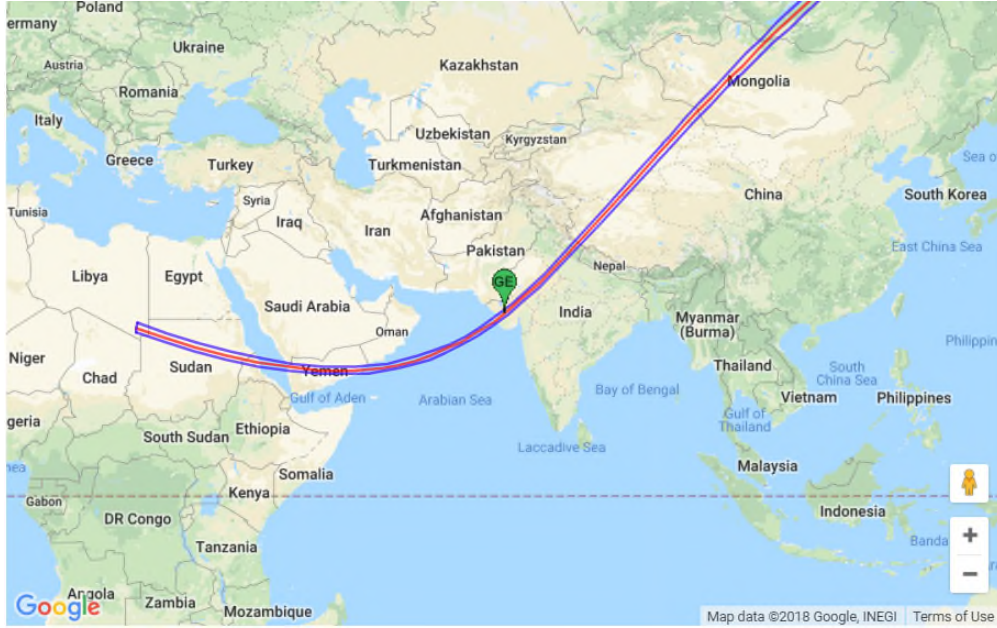 Poland
ermany
Ukraine
Kazakhstan
Mongolia
Austria
Romania
Italy
Uzbekistan
Kyrgyzstan
Greece
Turkey
Turkmenistan
Sea o
China
South Korea
Syria
Tunisia
Iraq
Iran
Afghanistan
East China Sea
Pakistan
Libya
Egypt
Nepal
GE
Saudi Arabia
India
Oman
Myanmar
(Burma)
Philippin
Niger
Chad
Sudan
Yemen
Thailand
Gulf of Aden
Arabian Sea
Bay of Bengal
South
China Sea
Vietnam
Philippines
Gulf of
Thailand
geria
Ethiopia
South Sudan
Laccadive Sea
Malaysia
nea
Somalia
Gabon
Kenya
Indonesia
DR Congo
Tanzania
Banda
Angola
Zambia
Mozambique
+
−
Google
Map data ©2018 Google, INEGI
Terms of Use